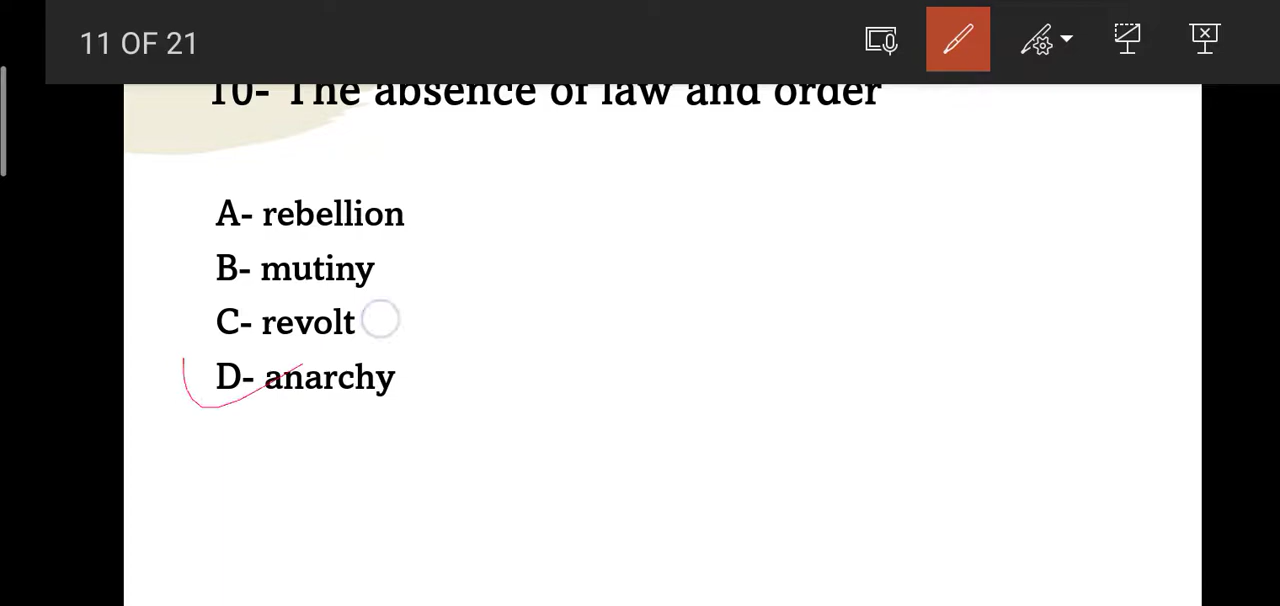 11 OF 21
10- The absence of law and order
A- rebellion
B- mutiny
C- revolt
D- anarchy